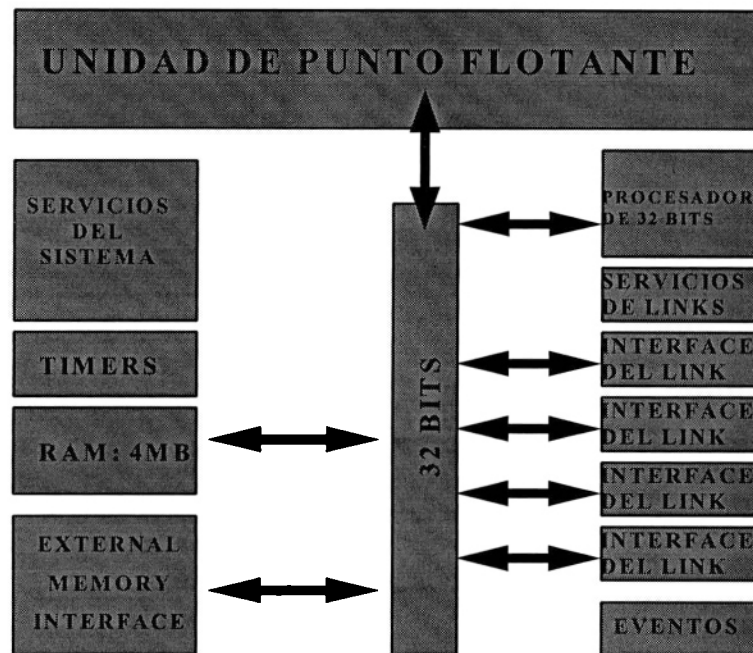 UNIDAD DE PUNTO FLOTANTE
SERVICIOS
DEL
SISTEMA
TIMERS
RAM: 4MB
EXTERNAL
MEMORY
INTERFACE
32 BITS
PROCESADOR
DE 32 BITS
SERVICIOS
DE LINKS
INTERFACE
DEL LINK
INTERFACE
DEL LINK
INTERFACE
DEL LINK
INTERFACE
DEL LINK
EVENTOS